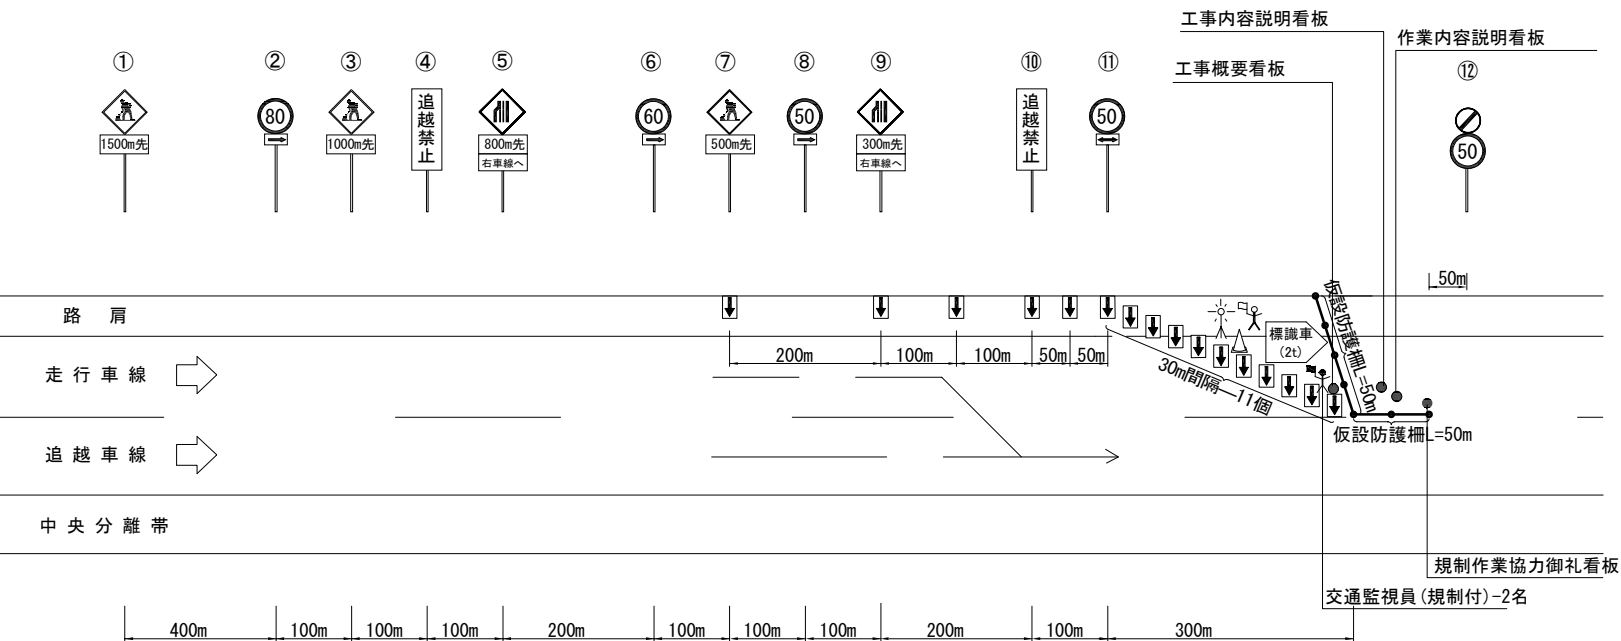 工事内容説明看板
作業内容説明看板
工事概要看板
① ② ③ ④ ⑤ ⑥ ⑦ ⑧ ⑨ ⑩ ⑪ ⑫
1500m先
80
1000m先
追越禁止
800m先
右車線へ
60
500m先
50
300m先
右車線へ
追越禁止
50
50
50m
路肩
仮設防護柵L=50m
標識車
(2t)
200m 100m 100m 50m 50m
走行車線
30m間隔―11個
仮設防護柵L=50m
追越車線
中央分離帯
規制作業協力御礼看板
交通監視員(規制付)-2名
400m 100m 100m 100m 200m 100m 100m 100m 200m 100m 300m